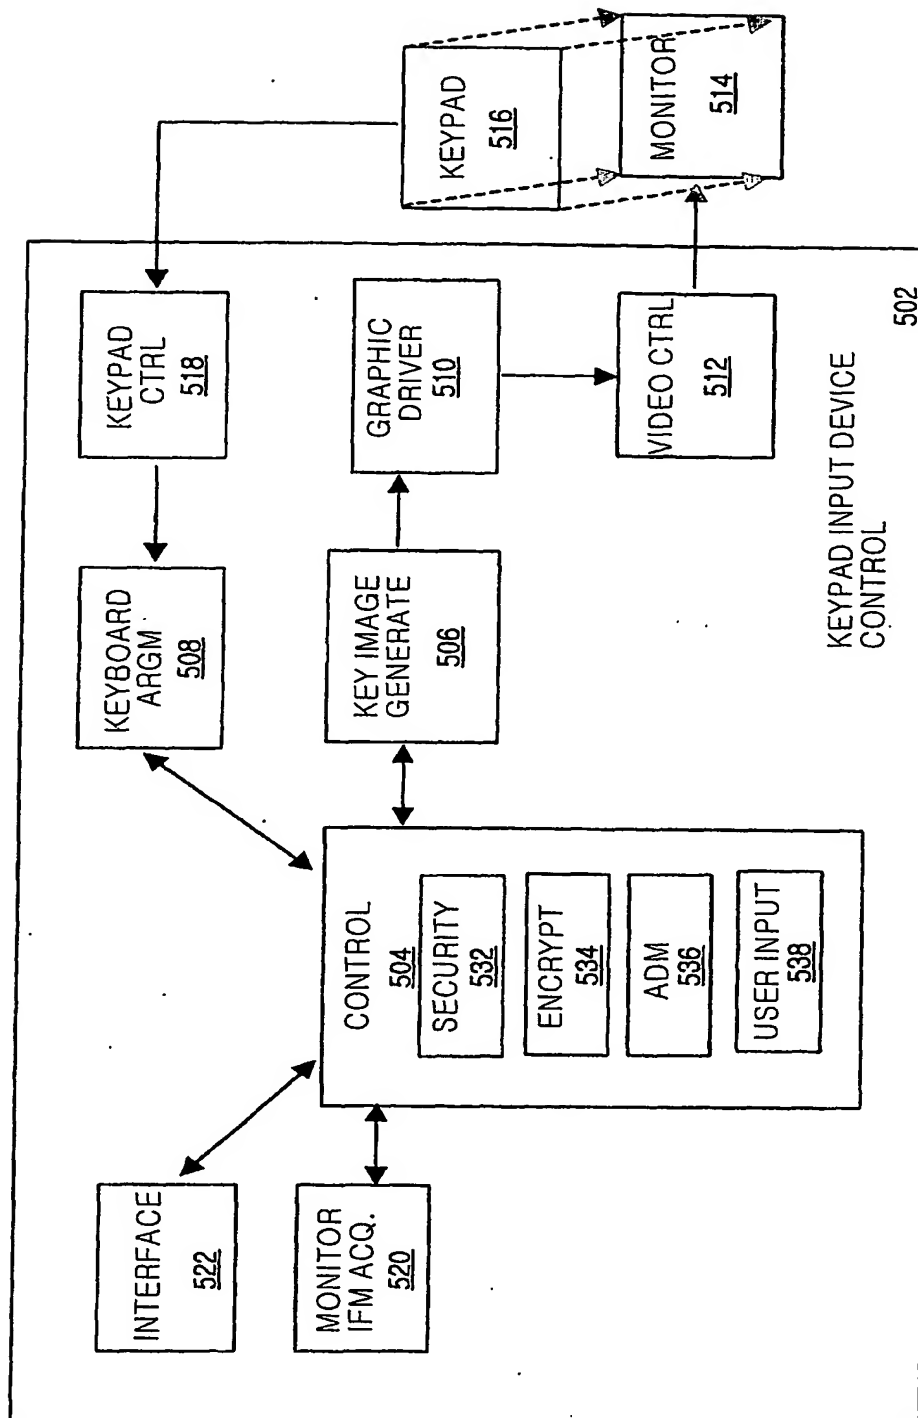 INTERFACE
522
MONITOR
IFM ACQ.
520
CONTROL
504
SECURITY
532
ENCRYPT
534
ADM
536
USER INPUT
538
KEYBOARD
ARGM
508
KEY IMAGE
GENERATE
506
KEYPAD
CTRL
518
GRAPHIC
DRIVER
510
VIDEO CTRL
512
KEYPAD
516
MONITOR
514
KEYPAD INPUT DEVICE
CONTROL
502